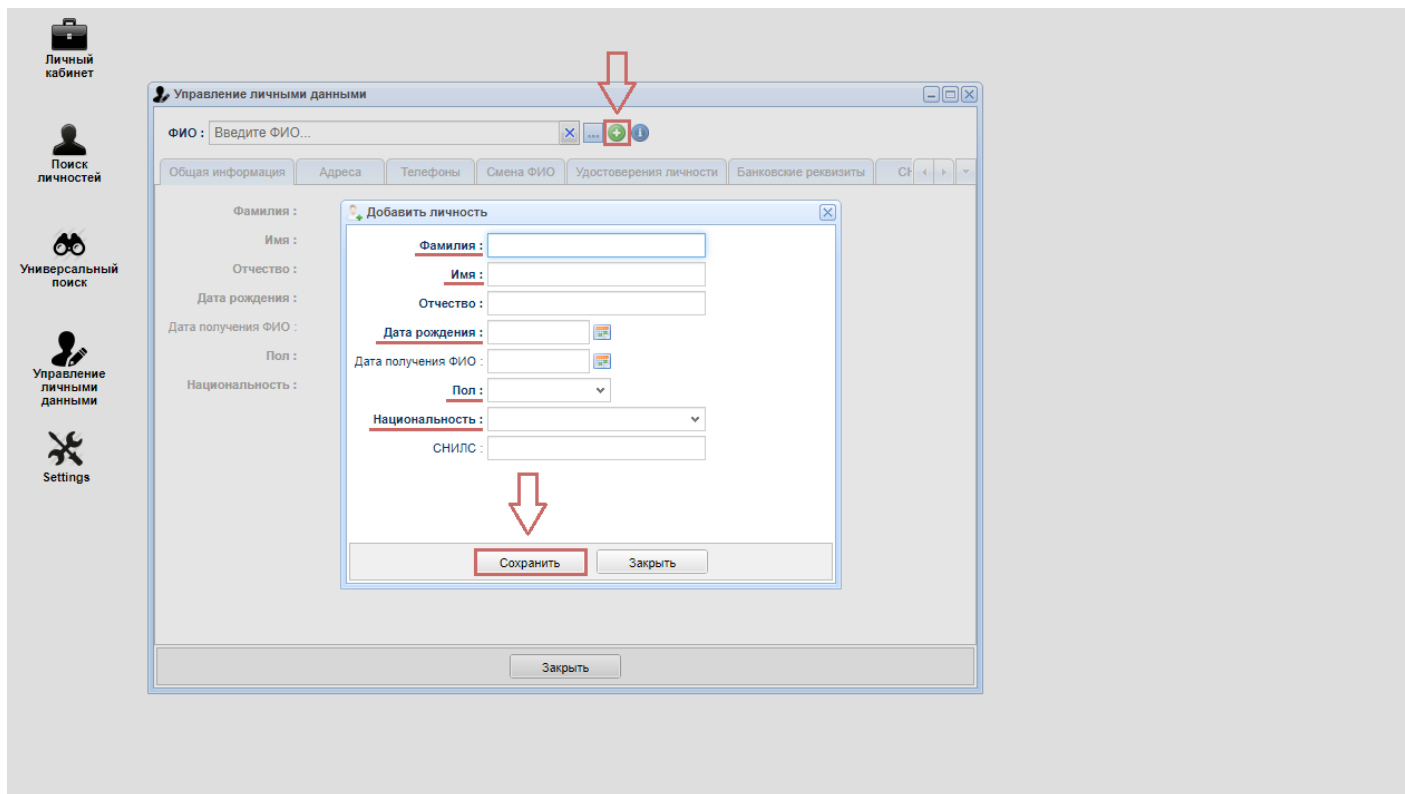 Личный
кабинет
Поиск
личностей
Универсальный
поиск
Управление
личными
данными
Settings
Управление личными данными
ФИО : Введите ФИО...
Общая информация Адреса Телефоны Смена ФИО Удостоверения личности Банковские реквизиты
Фамилия :
Имя :
Отчество :
Дата рождения :
Дата получения ФИО :
Пол :
Национальность :
Добавить личность
Фамилия :
Имя :
Отчество :
Дата рождения :
Дата получения ФИО :
Пол :
Национальность :
СНИЛС :
Сохранить Закрыть
Закрыть